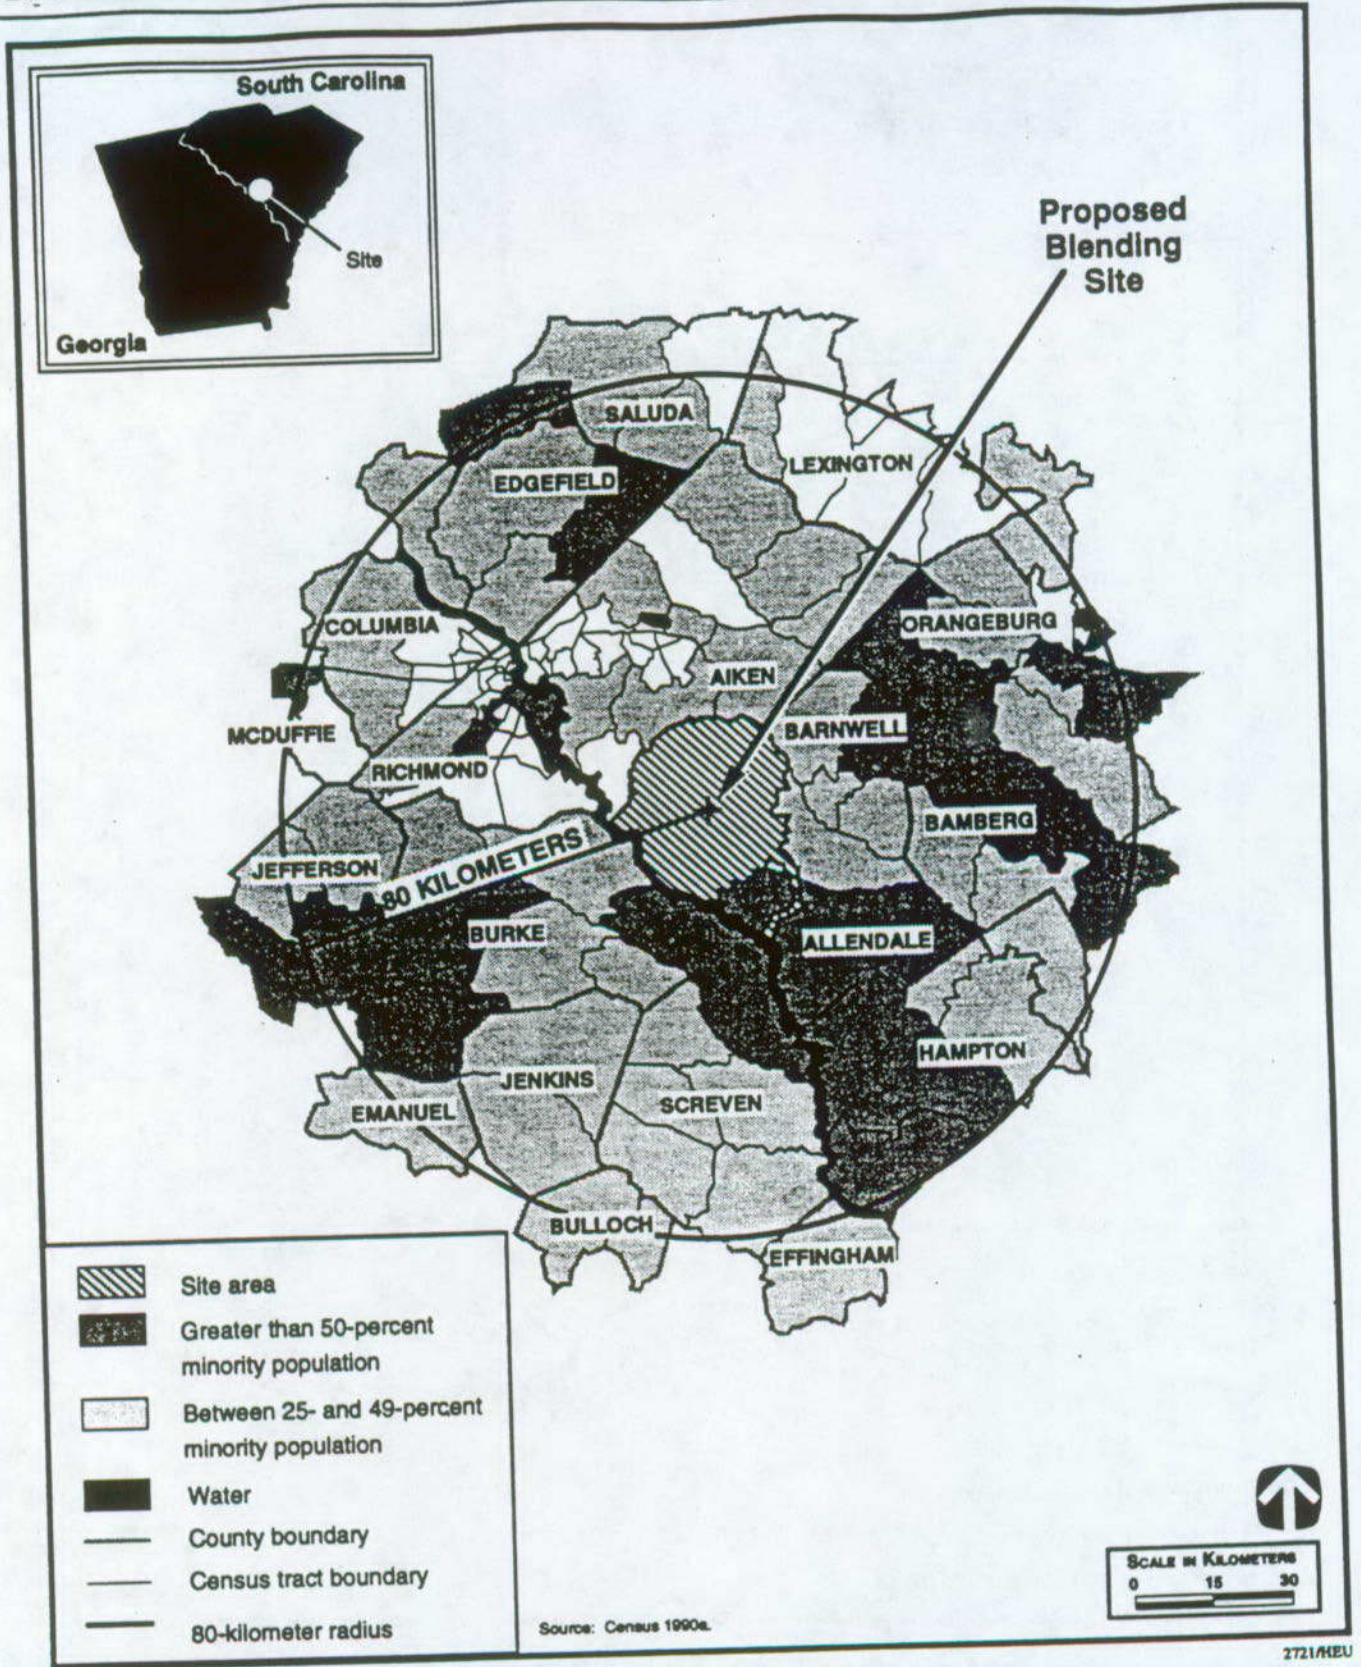 South Carolina
Site
Georgia
Proposed
Blending
Site
SALUDA
LEXINGTON
EDGEFIELD
COLUMBIA
ORANGEBURG
AIKEN
MCDUFFIE
BARNWELL
RICHMOND
BAMBERG
JEFFERSON
80 KILOMETERS
BURKE
ALLENDALE
HAMPTON
JENKINS
SCREVEN
EMANUEL
BULLOCH
EFFINGHAM
Site area
Greater than 50-percent
minority population
Between 25- and 49-percent
minority population
Water
County boundary
Census tract boundary
80-kilometer radius
Source: Census 1990a.
SCALE IN KILOMETERS
0 15 30
2721/HEU